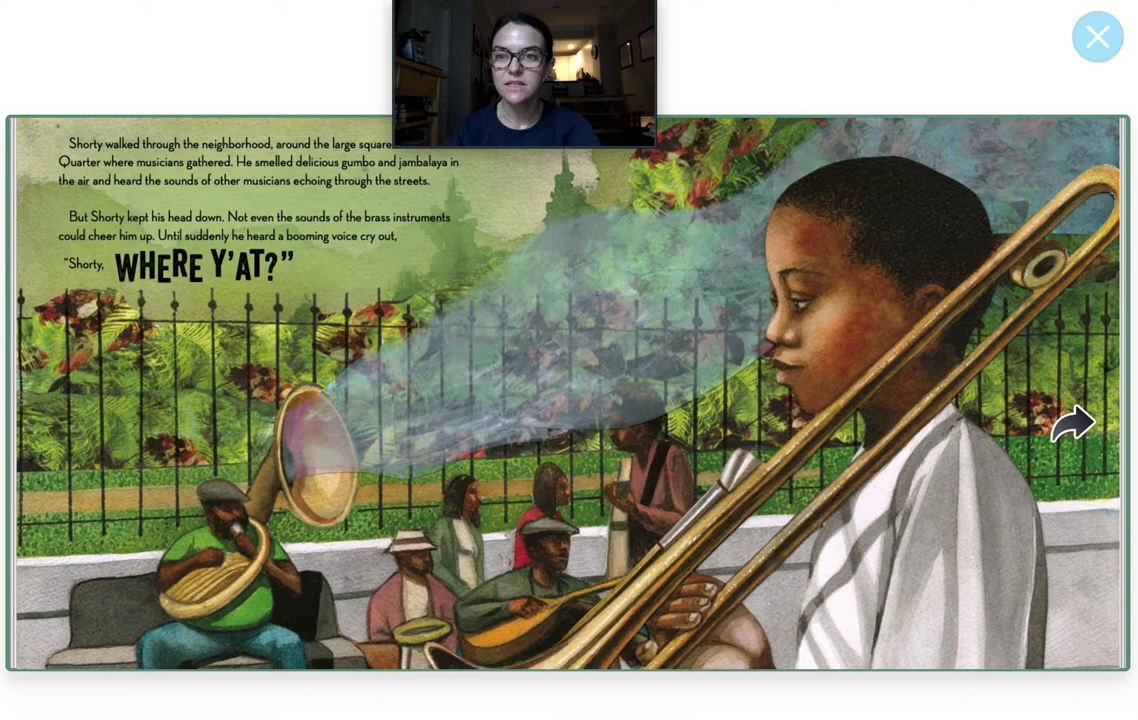 Shorty walked through the neighborhood, around the large square
Quarter where musicians gathered. He smelled delicious gumbo and jambalaya in
the air and heard the sounds of other musicians echoing through the streets.
But Shorty kept his head down. Not even the sounds of the brass instruments
could cheer him up. Until suddenly he heard a booming voice cry out,
“Shorty, WHERE Y’AT?”